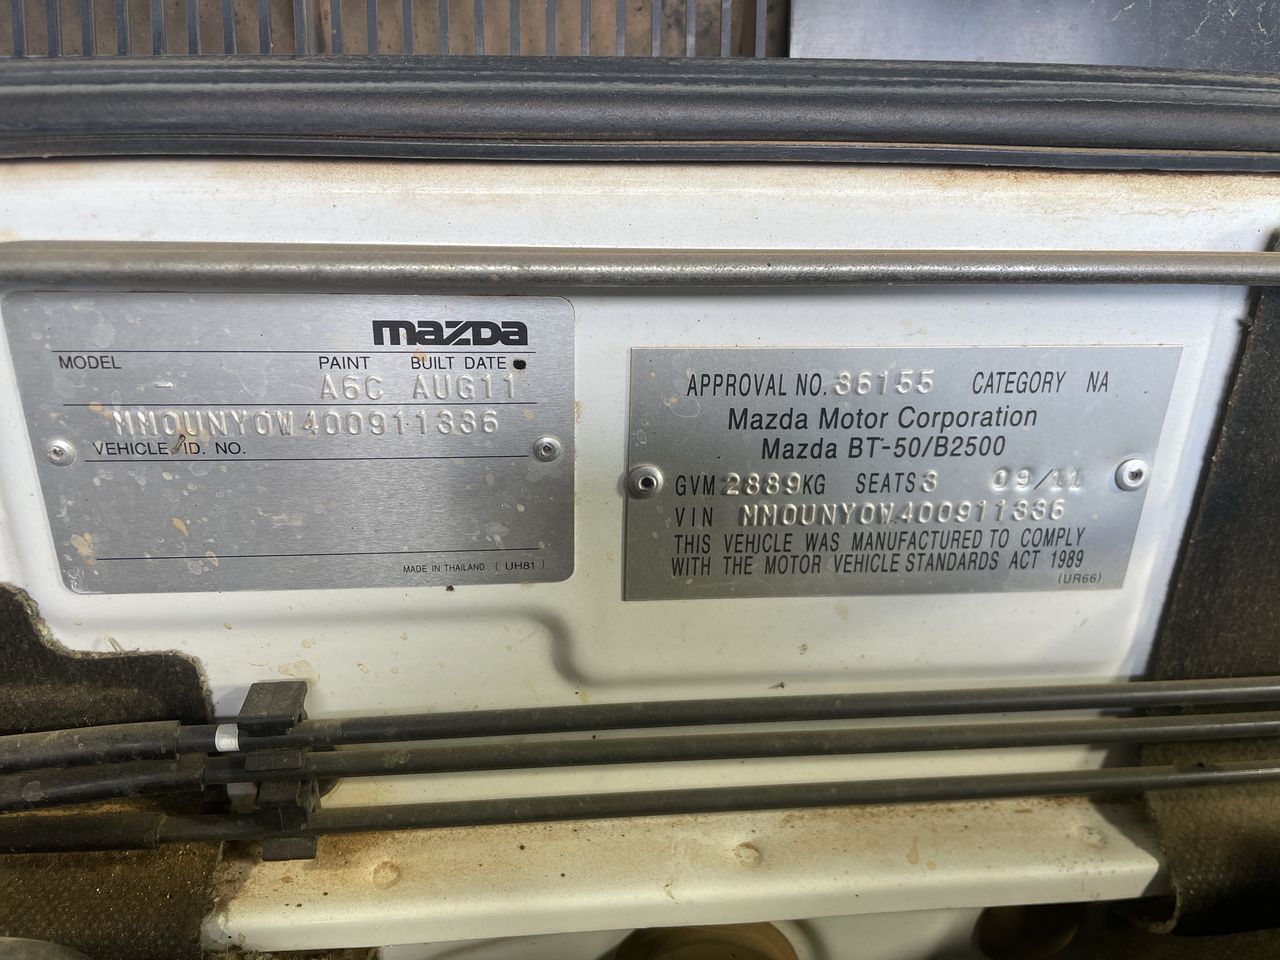 mazda
MODEL PAINT BUILT DATE
- A6C AUG11
MM0UNY0W400911336
VEHICLE ID. NO.
MADE IN THAILAND ( UH81 )
APPROVAL NO. 36155 CATEGORY NA
Mazda Motor Corporation
Mazda BT-50/B2500
GVM 2889KG SEATS 3 09/11
VIN MM0UNY0W400911336
THIS VEHICLE WAS MANUFACTURED TO COMPLY
WITH THE MOTOR VEHICLE STANDARDS ACT 1989
(UR66)